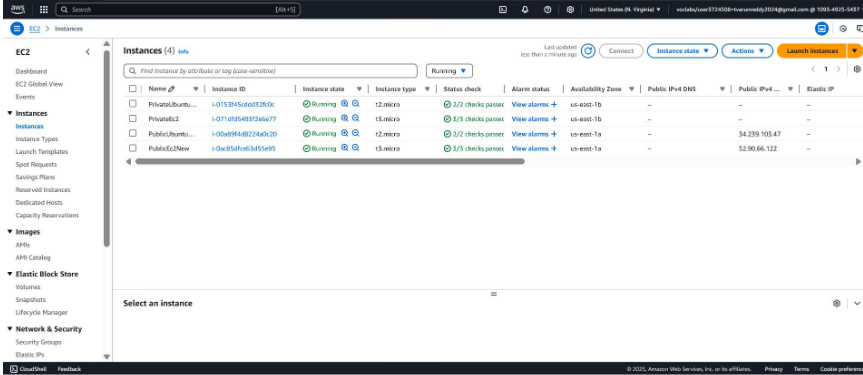 aws Search [Alt+S] United States (N. Virginia) ▼ voclabs/user3724508=tvarunreddy2024@gmail.com @ 1093-4925-5437
EC2 > Instances
EC2
Dashboard
EC2 Global View
Events
▼ Instances
Instances
Instance Types
Launch Templates
Spot Requests
Savings Plans
Reserved Instances
Dedicated Hosts
Capacity Reservations
▼ Images
AMIs
AMI Catalog
▼ Elastic Block Store
Volumes
Snapshots
Lifecycle Manager
▼ Network & Security
Security Groups
Elastic IPs
Instances (4) Info
Last updated
less than a minute ago
Connect Instance state ▼ Actions ▼ Launch instances ▼
Find Instance by attribute or tag (case-sensitive) Running ▼ < 1 >
Name Instance ID Instance state Instance type Status check Alarm status Availability Zone Public IPv4 DNS Public IPv4 ... Elastic IP
PrivateUbuntu... i-0153f45cddd32fc0c Running t2.micro 2/2 checks passec View alarms + us-east-1b – – –
PrivateEc2 i-071dfd5493f2e6e77 Running t3.micro 3/3 checks passec View alarms + us-east-1b – – –
PublicUbuntu... i-00a89f4d8224a0c20 Running t2.micro 2/2 checks passec View alarms + us-east-1a – 34.239.103.47 –
PublicEc2New i-0ac85dfce63d55e95 Running t3.micro 3/3 checks passec View alarms + us-east-1a – 52.90.66.122 –
Select an instance
CloudShell Feedback © 2025, Amazon Web Services, Inc. or its affiliates. Privacy Terms Cookie preference